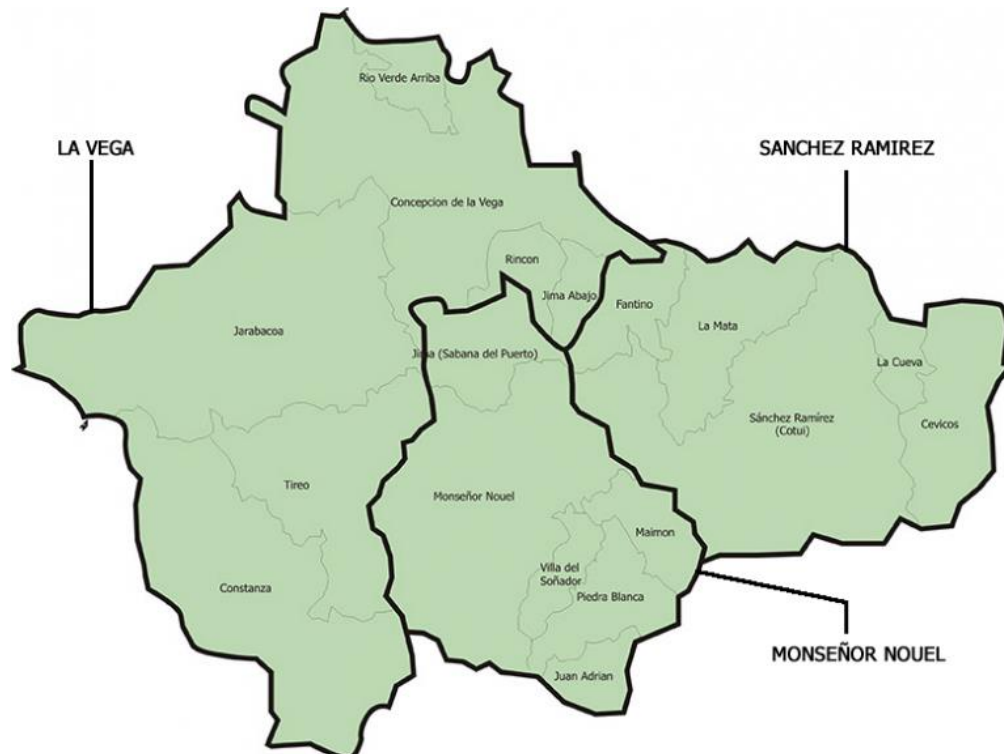 Rio Verde Arriba
LA VEGA
SANCHEZ RAMIREZ
Concepcion de la Vega
Rincon
Jima Abajo
Fantino
La Mata
Jarabacoa
Jima (Sabana del Puerto)
La Cueva
Sánchez Ramírez
(Cotui)
Cevicos
Tireo
Monseñor Nouel
Maimon
Villa del
Soñador
Constanza
Piedra Blanca
MONSEÑOR NOUEL
Juan Adrian